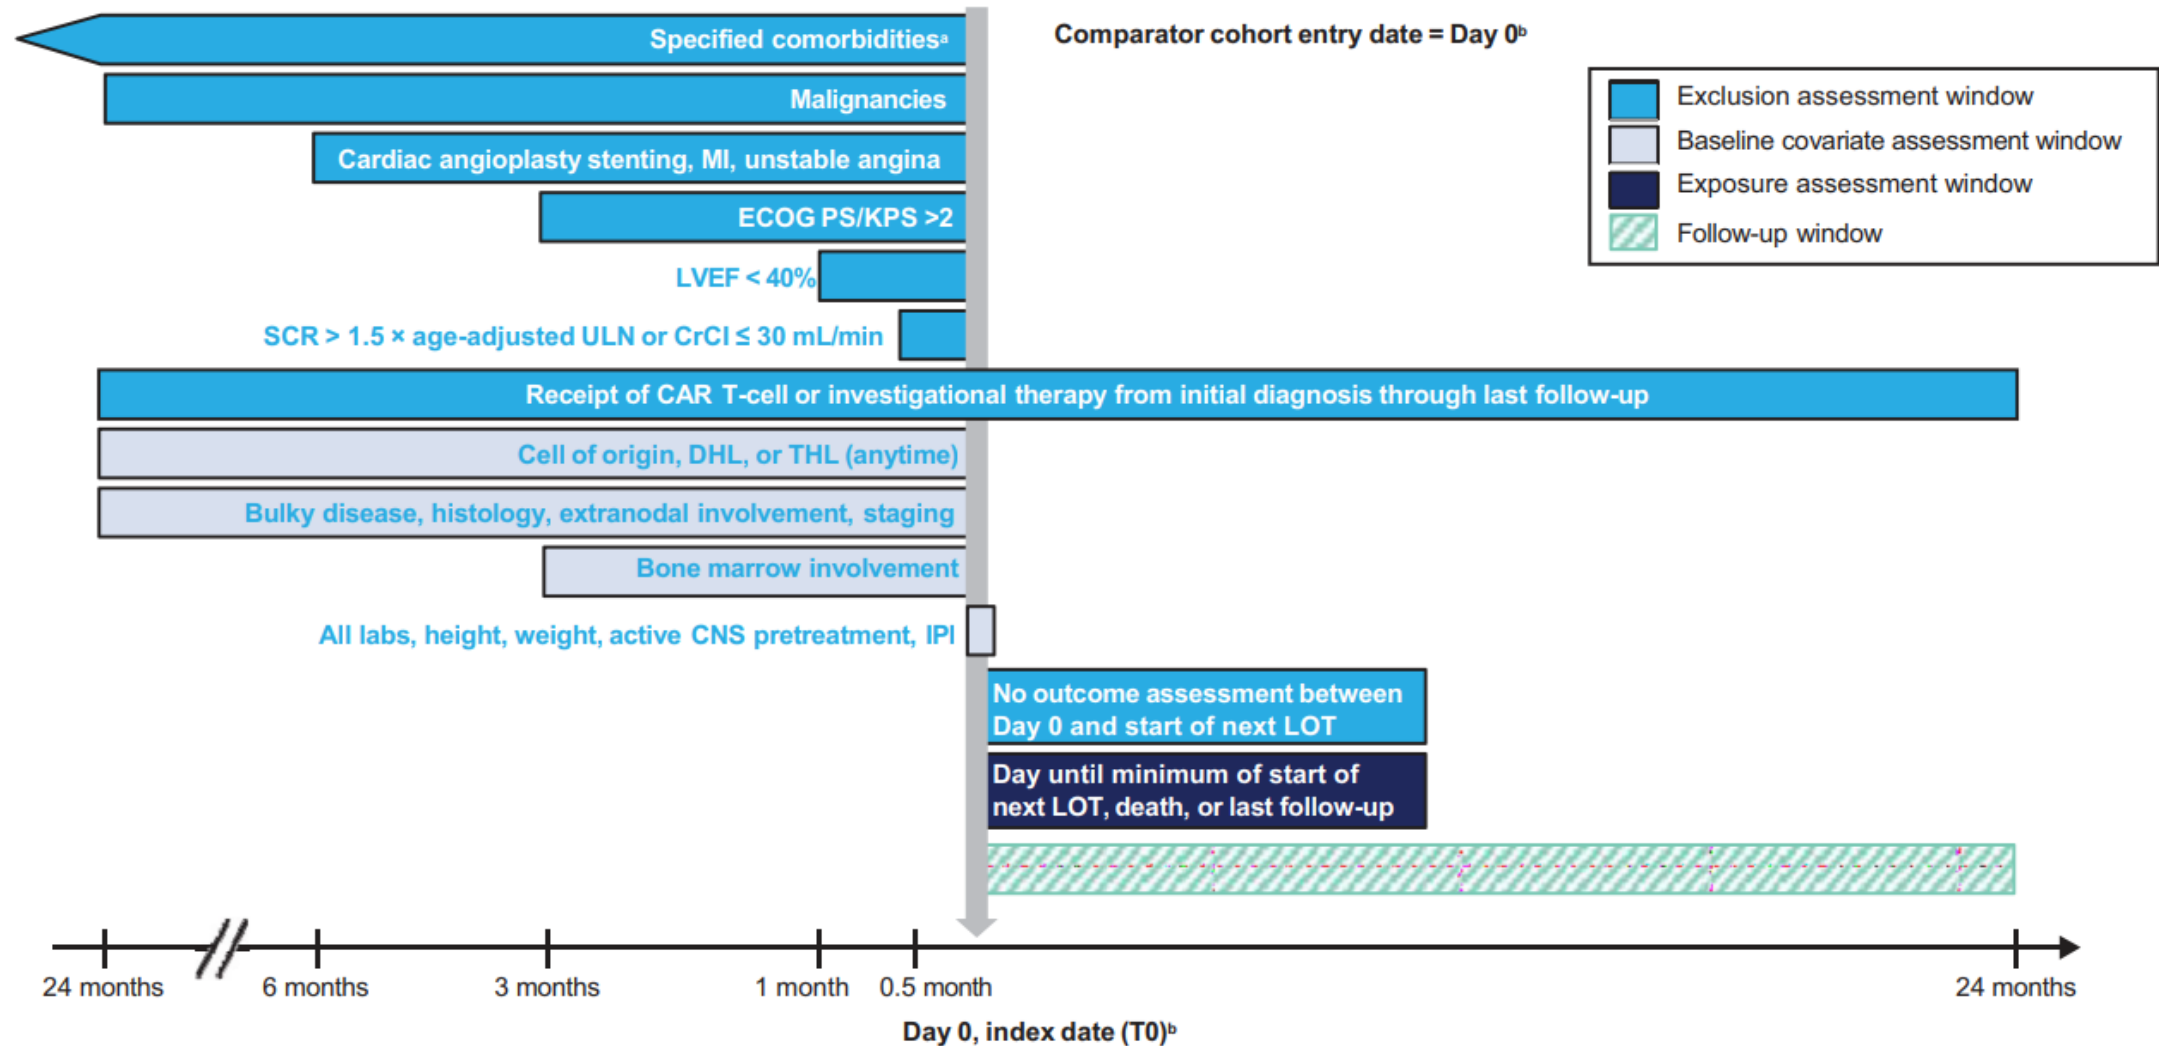 Specified comorbiditiesᵃ
Comparator cohort entry date = Day 0ᵇ
Malignancies
Cardiac angioplasty stenting, MI, unstable angina
ECOG PS/KPS >2
LVEF < 40%
SCR > 1.5 × age-adjusted ULN or CrCl ≤ 30 mL/min
Exclusion assessment window
Baseline covariate assessment window
Exposure assessment window
Follow-up window
Receipt of CAR T-cell or investigational therapy from initial diagnosis through last follow-up
Cell of origin, DHL, or THL (anytime)
Bulky disease, histology, extranodal involvement, staging
Bone marrow involvement
All labs, height, weight, active CNS pretreatment, IPI
No outcome assessment between
Day 0 and start of next LOT
Day until minimum of start of
next LOT, death, or last follow-up
24 months
6 months
3 months
1 month
0.5 month
24 months
Day 0, index date (T0)ᵇ